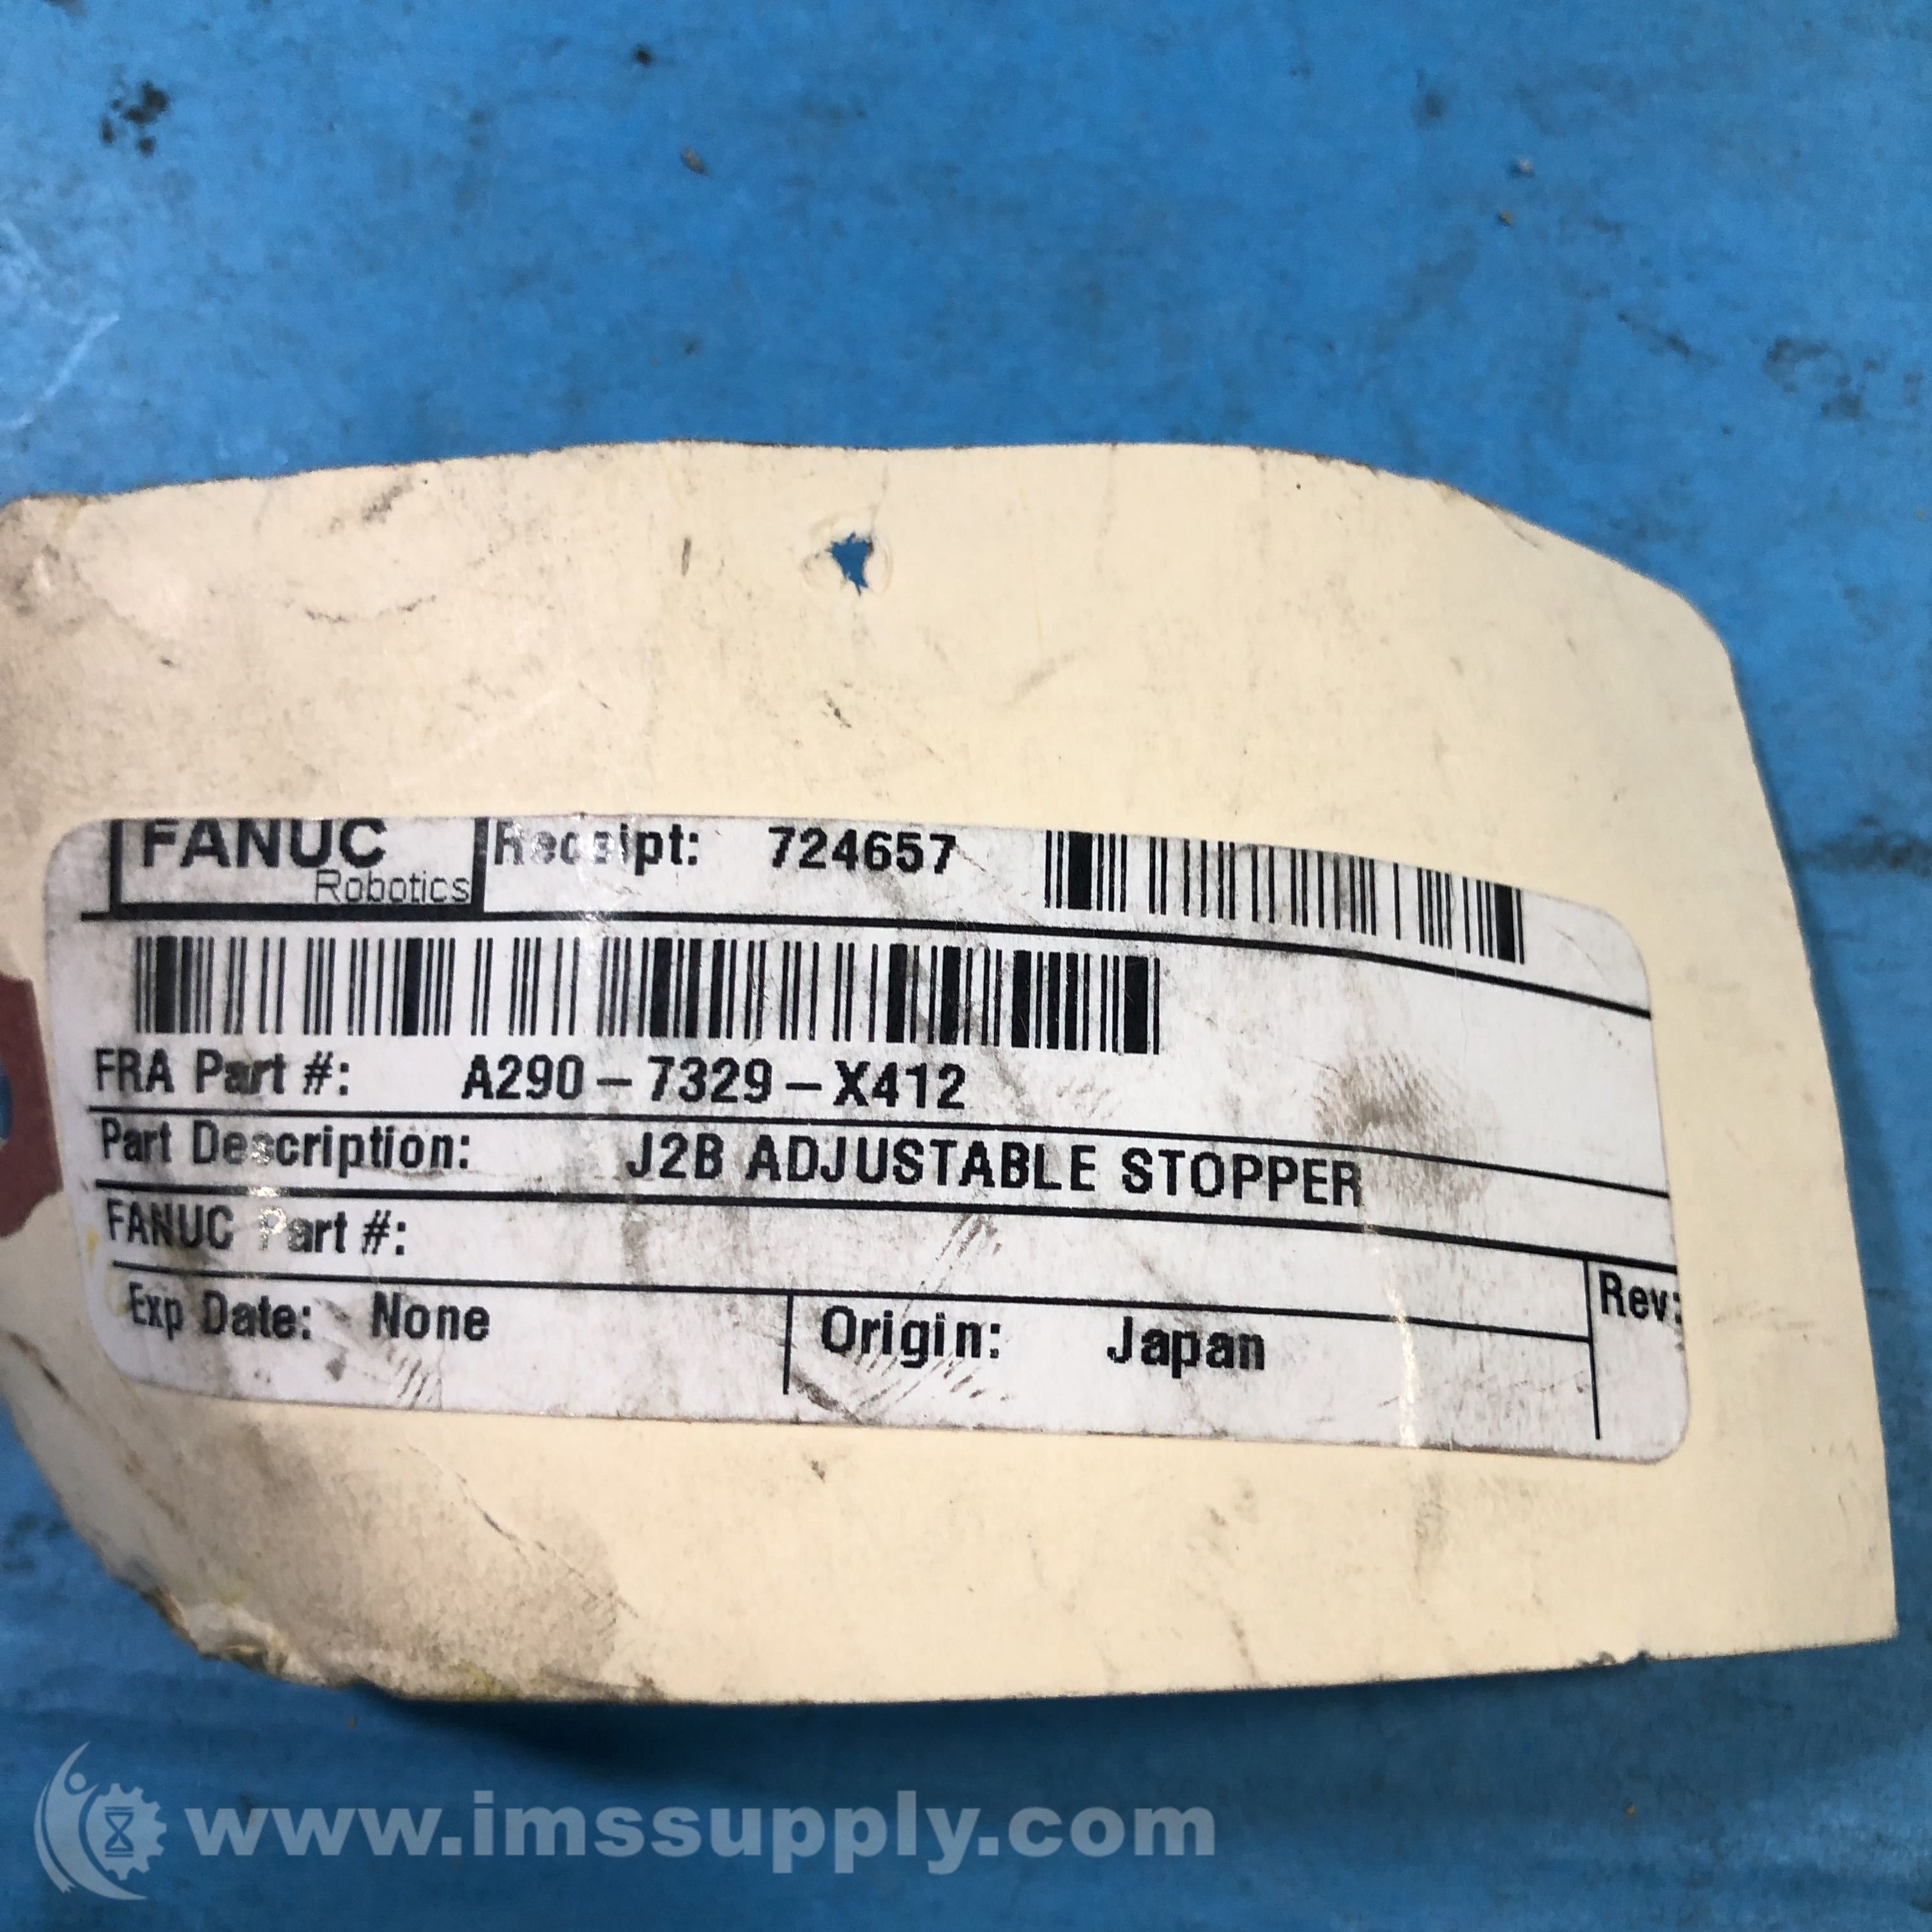 FANUC
Robotics
Receipt: 724657
FRA Part #: A290-7329-X412
Part Description: J2B ADJUSTABLE STOPPER
FANUC Part #:
Rev:
Exp Date: None Origin: Japan
www.imssupply.com